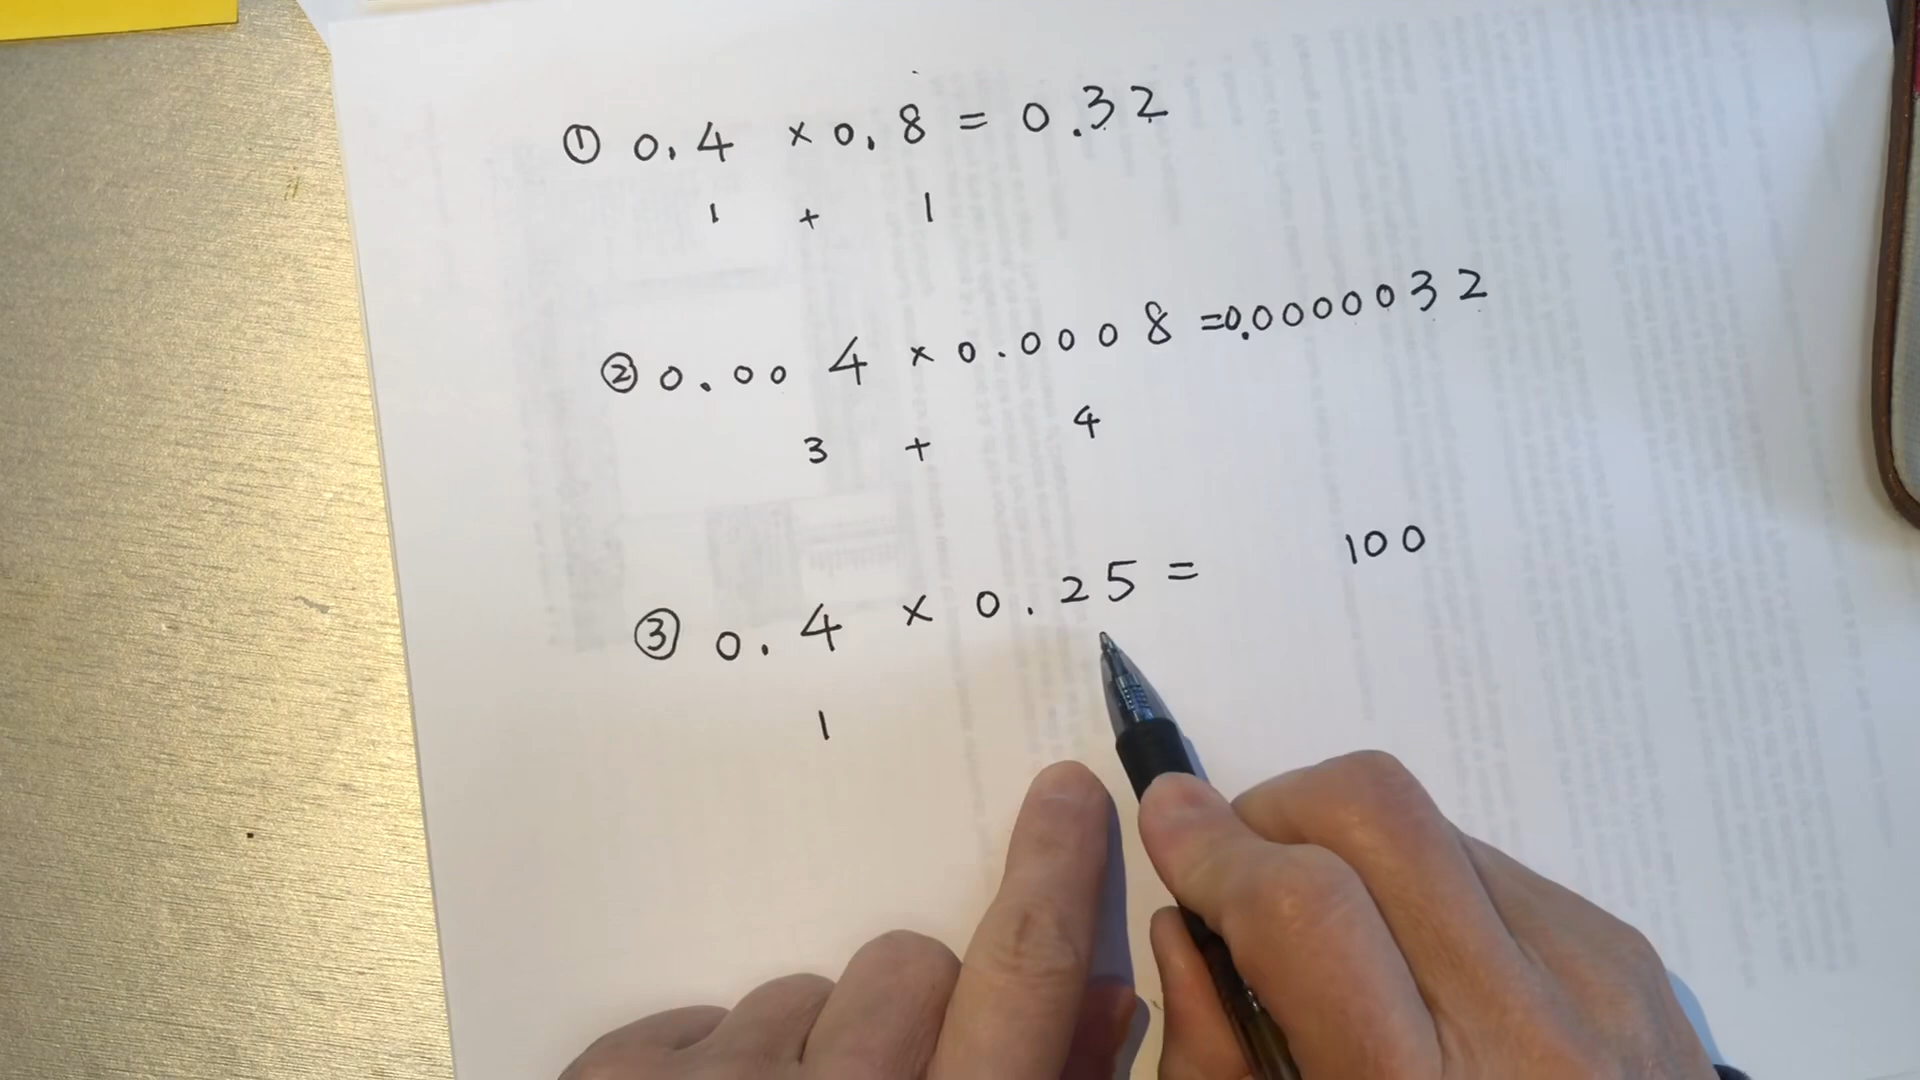 ① 0.4 × 0.8 = 0.32
1 + 1
② 0.004 × 0.0008 = 0.0000032
3 + 4
③ 0.4 × 0.25 = 100
1